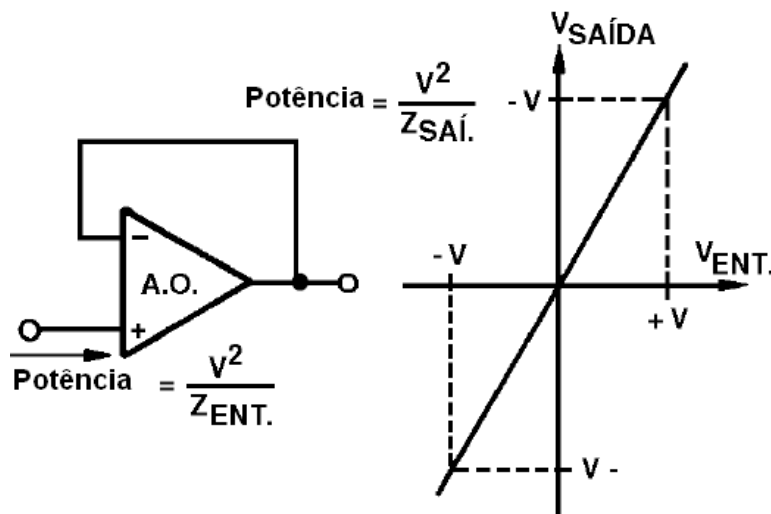 VSAÍDA
Potência = V²
ZSAÍ.
- V
−
A.O.
+
- V
VENT.
+ V
Potência = V²
ZENT.
V -